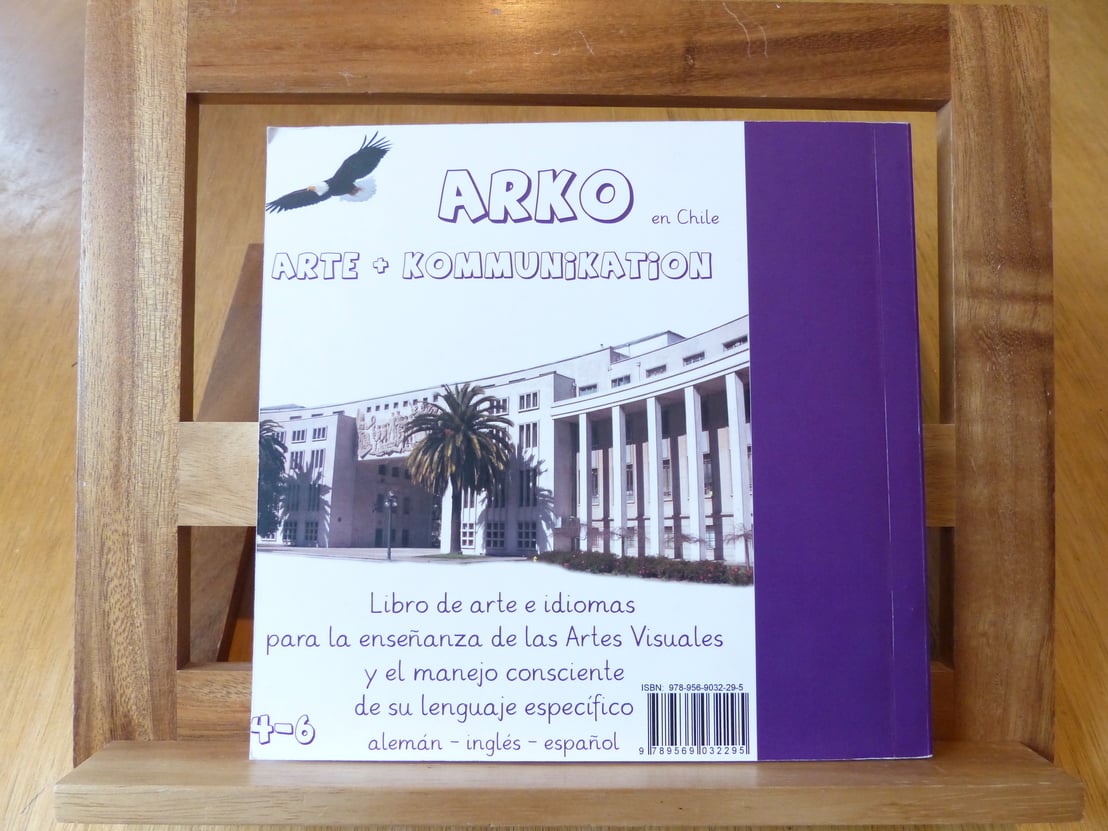 ARKO en Chile
ARTE + KOMMUNiKATiON
Libro de arte e idiomas
para la enseñanza de las Artes Visuales
y el manejo consciente
de su lenguaje específico
alemán - inglés - español
4-6
ISBN: 978-956-9032-29-5
9 789569 032295